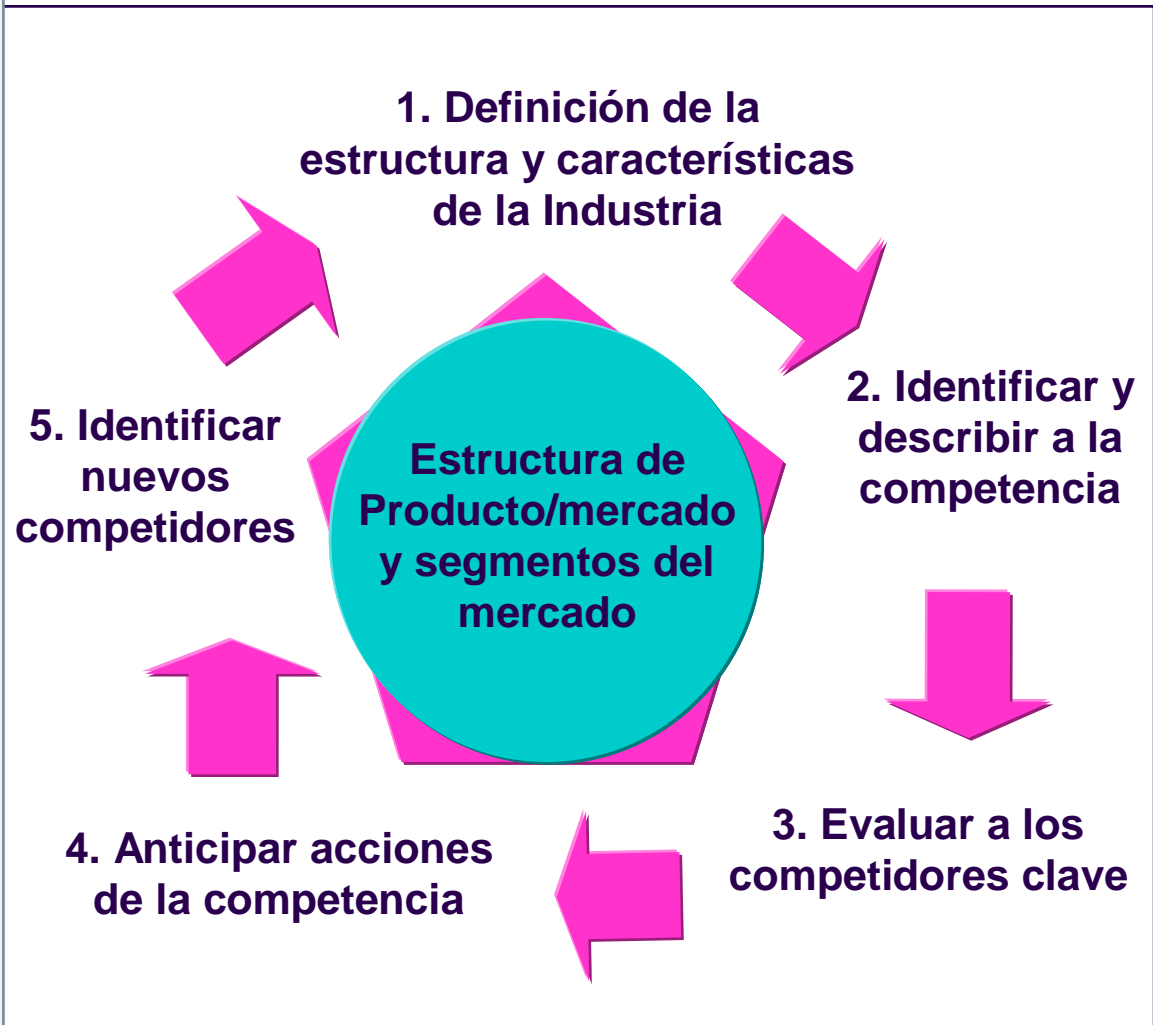 1. Definición de la
estructura y características
de la Industria
2. Identificar y
describir a la
competencia
3. Evaluar a los
competidores clave
4. Anticipar acciones
de la competencia
5. Identificar
nuevos
competidores
Estructura de
Producto/mercado
y segmentos del
mercado